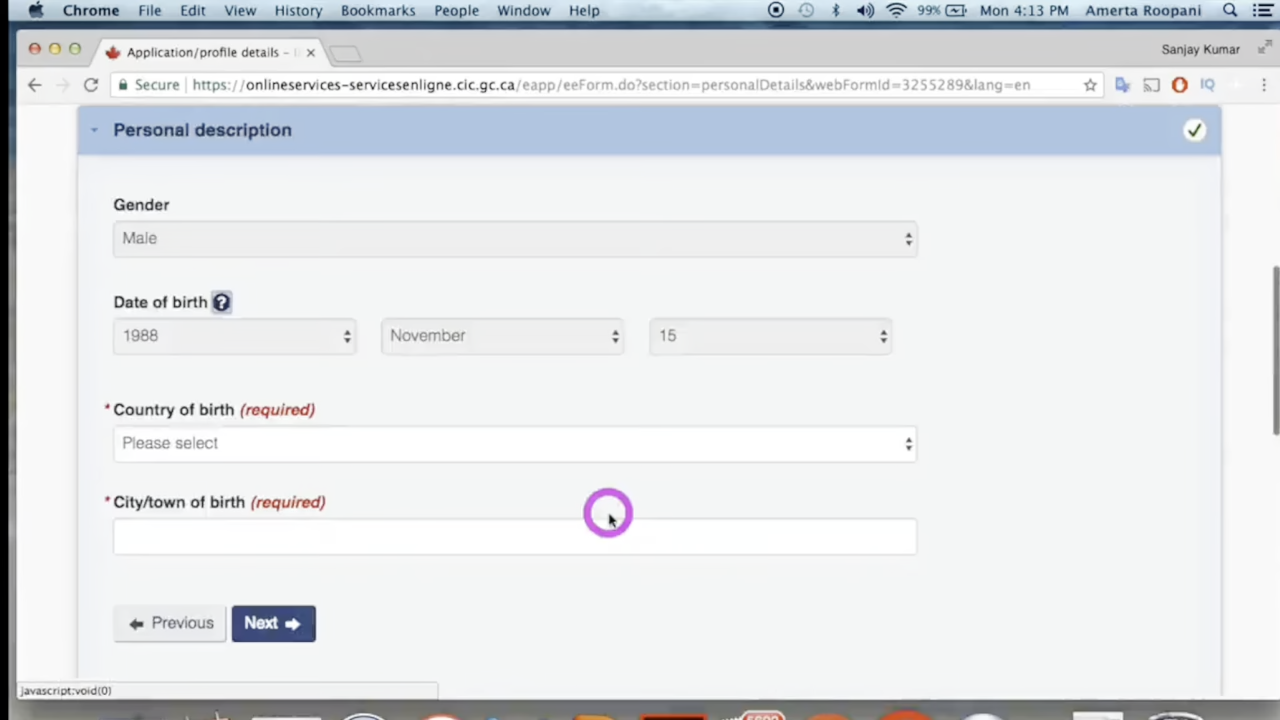 Chrome File Edit View History Bookmarks People Window Help 99% Mon 4:13 PM Amerta Roopani
Application/profile details – Sanjay Kumar
Secure https://onlineservices-servicesenligne.cic.gc.ca/eapp/eeForm.do?section=personalDetails&webFormId=3255289&lang=en IQ
Personal description
Gender
Male
Date of birth ?
1988 November 15
* Country of birth (required)
Please select
* City/town of birth (required)
Previous Next
javascript:void(0)